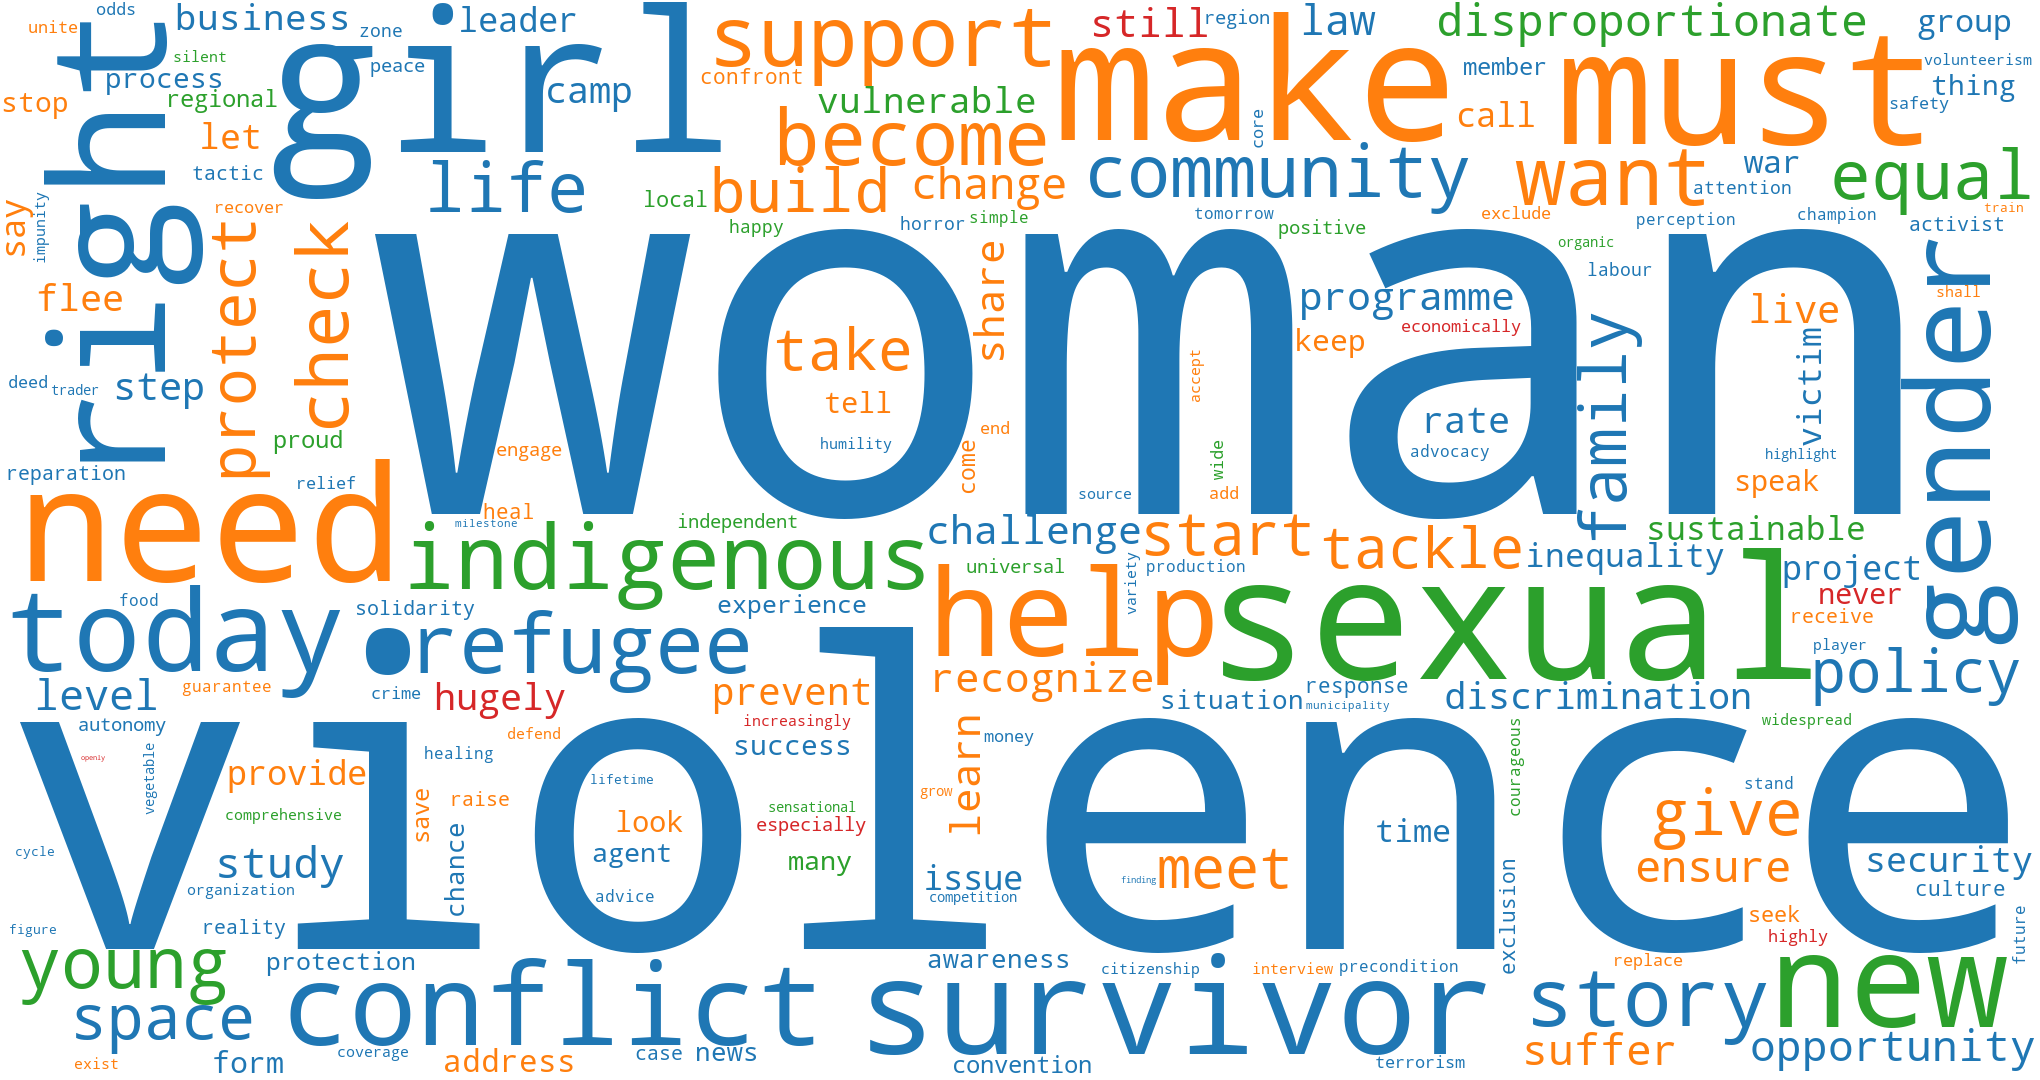 odds
unite
business
leader
zone
support
still
region
law
disproportionate
group
silent
process
peace
confront
member
volunteerism
stop
regional
girl
camp
vulnerable
make
must
call
thing
safety
right
let
become
core
tactic
life
build
change
community
want
war
attention
equal
local
say
impunity
recover
protect
check
happy
horror
simple
tomorrow
positive
exclude
perception
champion
train
activist
organic
labour
woman
share
flee
programme
live
shall
gender
economically
keep
take
family
victim
deed
trader
step
accept
tell
rate
proud
humility
end
engage
come
wide
advocacy
highlight
reparation
relief
source
add
speak
need
heal
milestone
independent
indigenous
challenge
start
tackle
inequality
sustainable
universal
variety
production
project
never
food
solidarity
experience
help
sexual
receive
today
refugee
player
policy
level
guarantee
crime
hugely
prevent
recognize
situation
response
municipality
discrimination
autonomy
increasingly
widespread
defend
success
learn
money
courageous
openly
vegetable
healing
violence
provide
lifetime
stand
save
raise
grow
comprehensive
sensational
look
especially
time
give
cycle
study
chance
agent
many
issue
meet
ensure
security
finding
organization
advice
competition
exclusion
culture
figure
reality
seek
highly
future
young
protection
awareness
citizenship
interview
precondition
replace
new
space
conflict
survivor
story
form
coverage
address
case
news
convention
terrorism
suffer
opportunity
exist